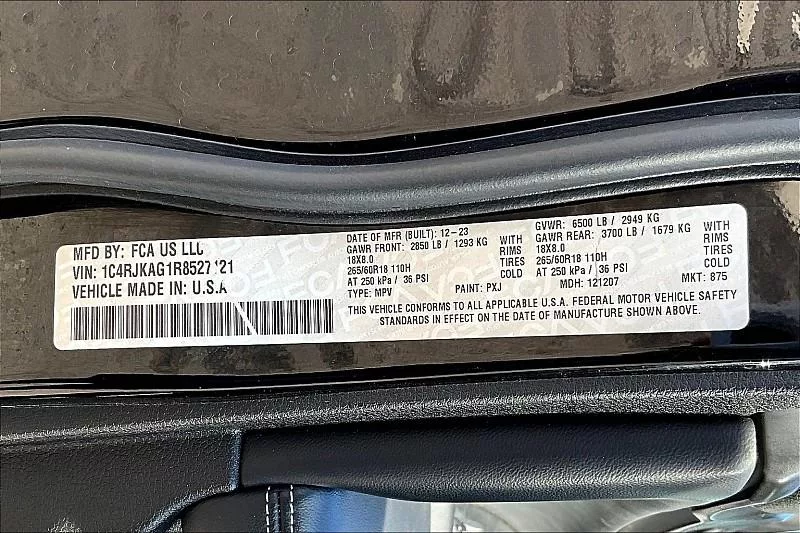 MFD BY: FCA US LLC
VEHICLE MADE IN: U.S.A
DATE OF MFR (BUILT): 12-23
GAWR FRONT: 2850 LB / 1293 KG
18X8.0
265/60R18 110H
AT 250 kPa / 36 PSI
TYPE: MPV
PAINT: PXJ
WITH
RIMS
TIRES
COLD
GVWR: 6500 LB / 2949 KG
GAWR REAR: 3700 LB / 1679 KG
18X8.0
265/60R18 110H
AT 250 kPa / 36 PSI
MDH: 121207
WITH
RIMS
TIRES
COLD
MKT: 875
THIS VEHICLE CONFORMS TO ALL APPLICABLE U.S.A. FEDERAL MOTOR VEHICLE SAFETY
STANDARDS IN EFFECT ON THE DATE OF MANUFACTURE SHOWN ABOVE.
VIN: